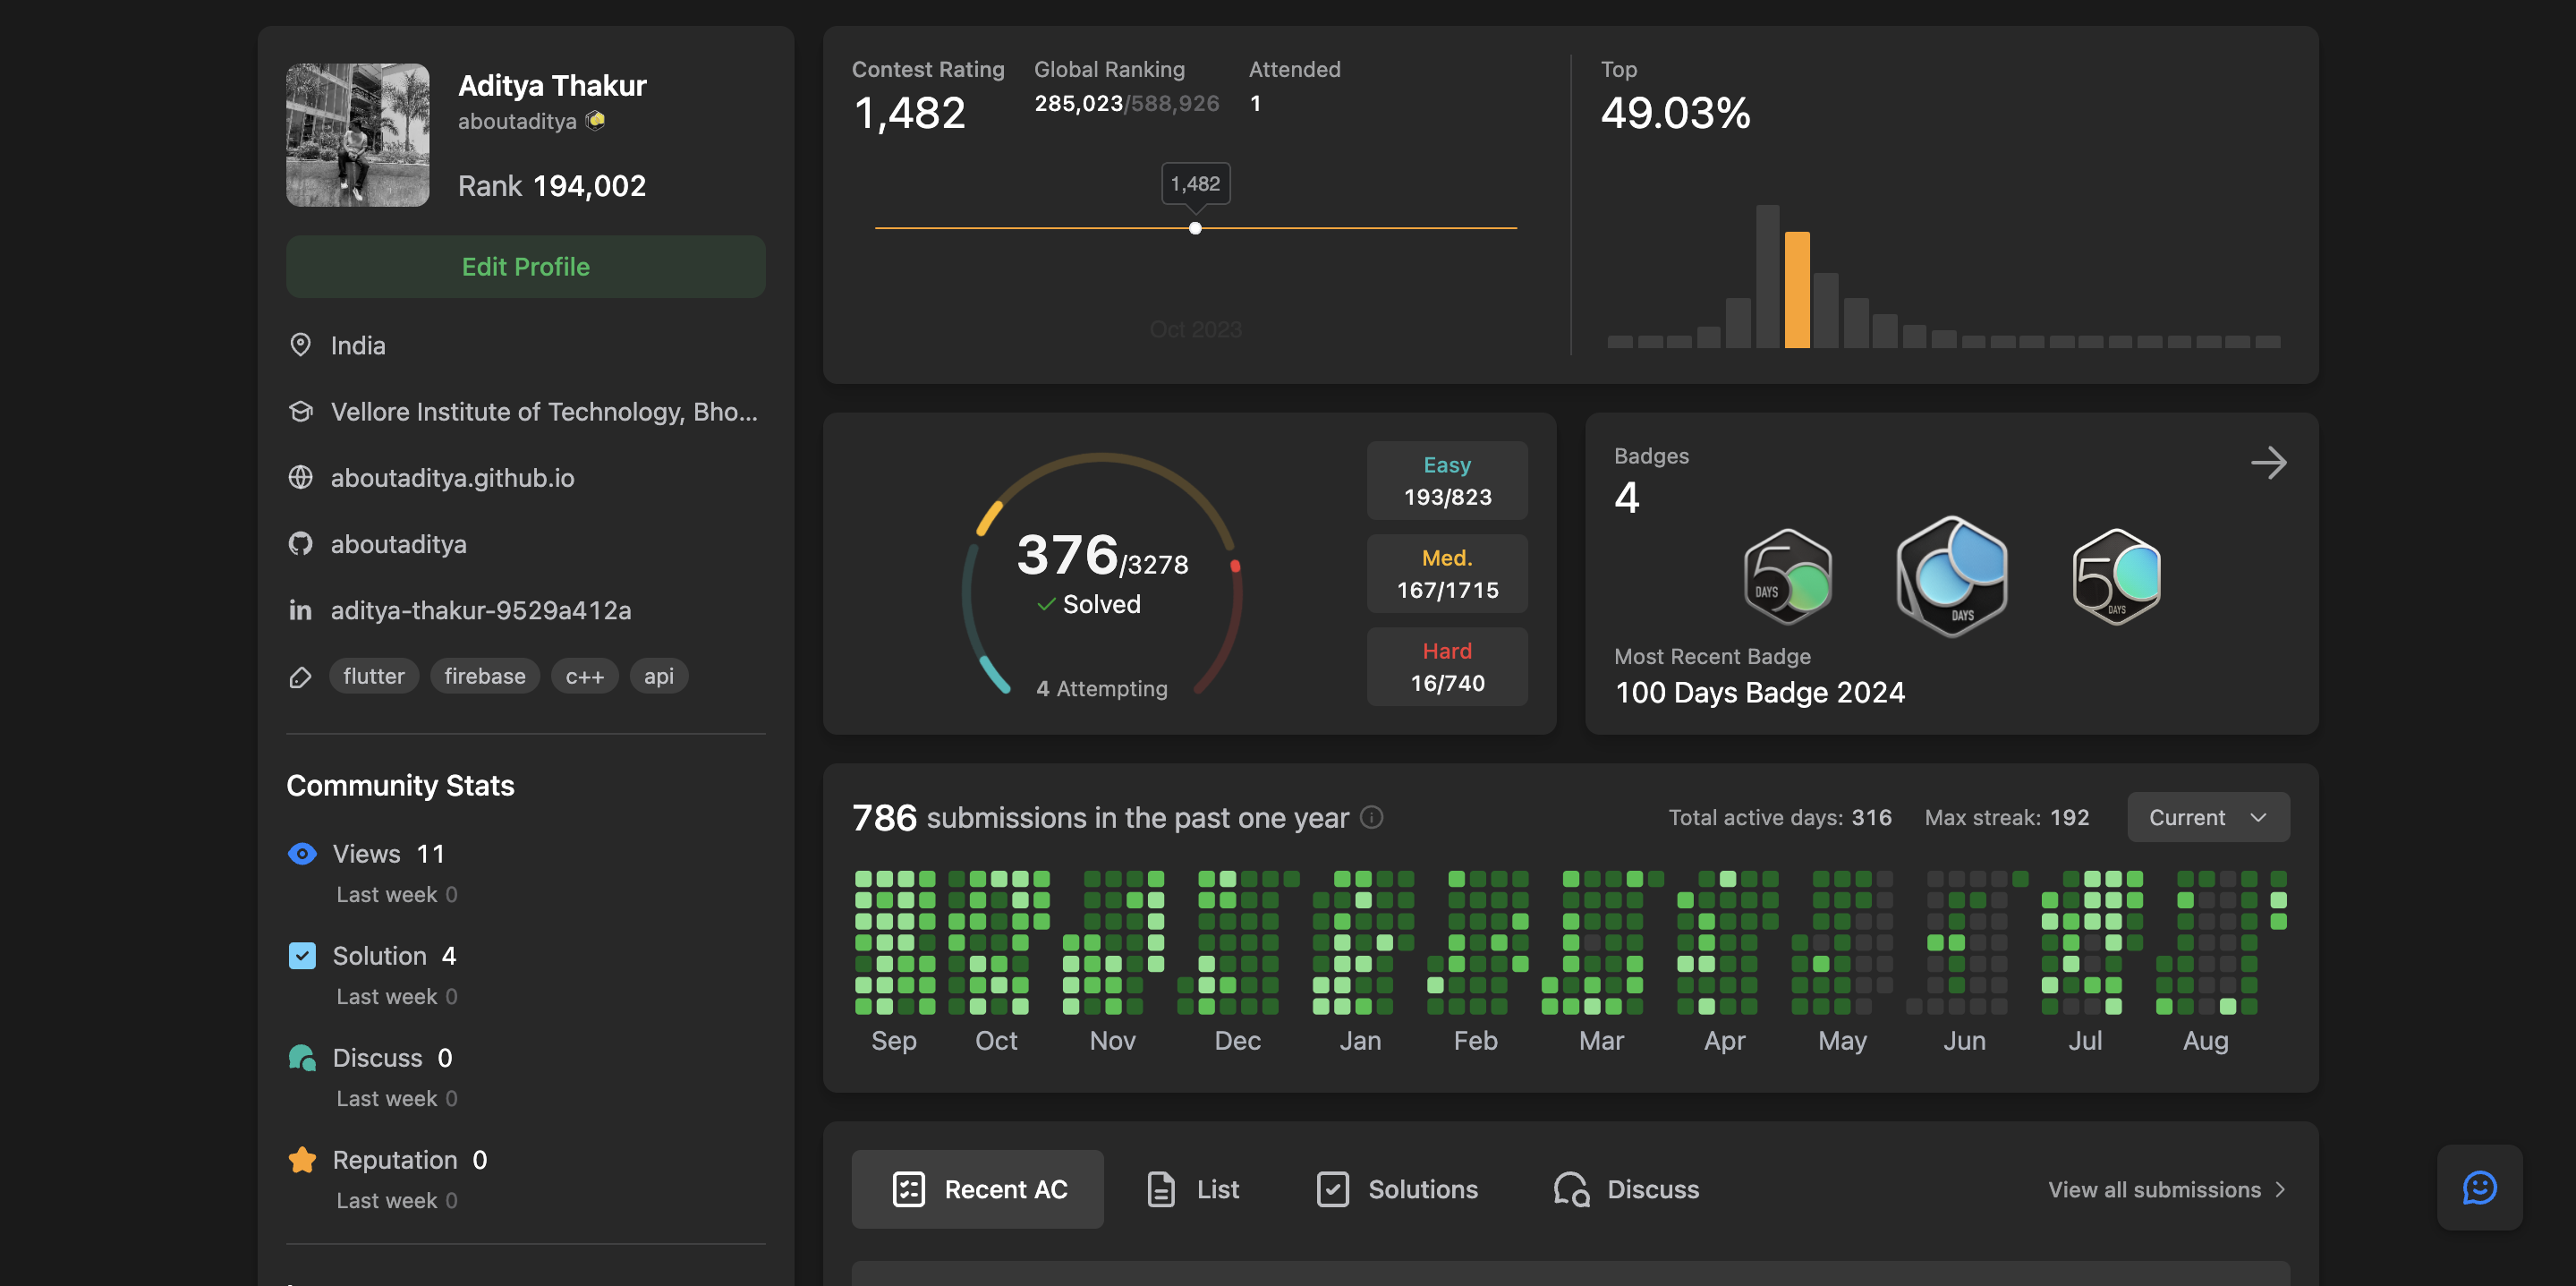 Aditya Thakur
aboutaditya
Rank 194,002
Edit Profile
India
Vellore Institute of Technology, Bho...
aboutaditya.github.io
aboutaditya
in aditya-thakur-9529a412a
flutter firebase c++ api
Community Stats
Views 11
Last week 0
Solution 4
Last week 0
Discuss 0
Last week 0
Reputation 0
Last week 0
Contest Rating Global Ranking Attended
1,482 285,023/588,926 1
1,482
Oct 2023
Top
49.03%
376/3278
Solved
4 Attempting
Easy
193/823
Med.
167/1715
Hard
16/740
Badges
4
50 DAYS
100 DAYS
50 DAYS
Most Recent Badge
100 Days Badge 2024
786 submissions in the past one year
Total active days: 316 Max streak: 192 Current
Sep Oct Nov Dec Jan Feb Mar Apr May Jun Jul Aug
Recent AC List Solutions Discuss View all submissions